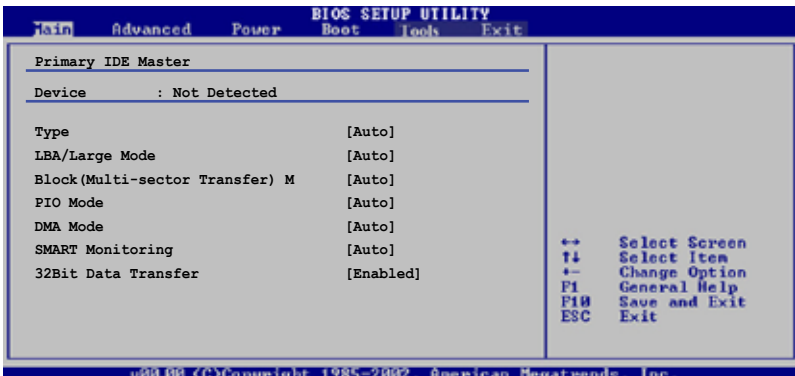 BIOS SETUP UTILITY
Main Advanced Power Boot Tools Exit
Primary IDE Master
Device : Not Detected
Type [Auto]
LBA/Large Mode [Auto]
Block(Multi-sector Transfer) M [Auto]
PIO Mode [Auto]
DMA Mode [Auto]
SMART Monitoring [Auto]
32Bit Data Transfer [Enabled]
←→ Select Screen
↑↓ Select Item
+- Change Option
F1 General Help
F10 Save and Exit
ESC Exit
v00.00 (C)Copyright 1985-2002, American Megatrends, Inc.